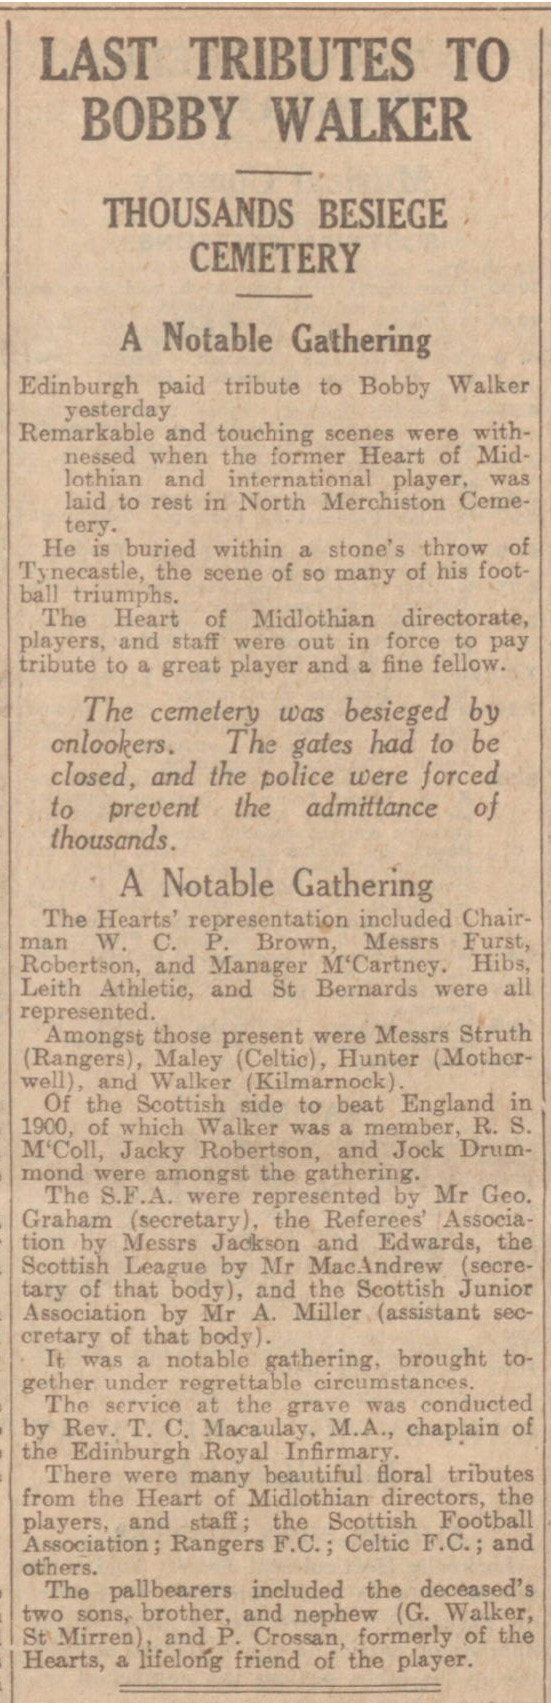 LAST TRIBUTES TO
BOBBY WALKER
THOUSANDS BESIEGE
CEMETERY
A Notable Gathering
Edinburgh paid tribute to Bobby Walker
yesterday
Remarkable and touching scenes were with-
nessed when the former Heart of Mid-
lothian and international player, was
laid to rest in North Merchiston Ceme-
tery.
He is buried within a stone's throw of
Tynecastle, the scene of so many of his foot-
ball triumphs.
The Heart of Midlothian directorate,
players, and staff were out in force to pay
tribute to a great player and a fine fellow.
The cemetery was besieged by
onlookers. The gates had to be
closed, and the police were forced
to prevent the admittance of
thousands.
A Notable Gathering
The Hearts' representation included Chair-
man W. C. P. Brown, Messrs Furst,
Robertson, and Manager M'Cartney. Hibs,
Leith Athletic, and St Bernards were all
represented.
Amongst those present were Messrs Struth
(Rangers), Maley (Celtic), Hunter (Mother-
well), and Walker (Kilmarnock).
Of the Scottish side to beat England in
1900, of which Walker was a member, R. S.
M'Coll, Jacky Robertson, and Jock Drum-
mond were amongst the gathering.
The S.F.A. were represented by Mr Geo.
Graham (secretary), the Referees' Associa-
tion by Messrs Jackson and Edwards, the
Scottish League by Mr MacAndrew (secre-
tary of that body), and the Scottish Junior
Association by Mr A. Miller (assistant sec-
cretary of that body).
It was a notable gathering, brought to-
gether under regrettable circumstances.
The service at the grave was conducted
by Rev. T. C. Macaulay, M.A., chaplain of
the Edinburgh Royal Infirmary.
There were many beautiful floral tributes
from the Heart of Midlothian directors, the
players, and staff; the Scottish Football
Association; Rangers F.C.; Celtic F.C.; and
others.
The pallbearers included the deceased's
two sons, brother, and nephew (G. Walker,
St Mirren), and P. Crossan, formerly of the
Hearts, a lifelong friend of the player.